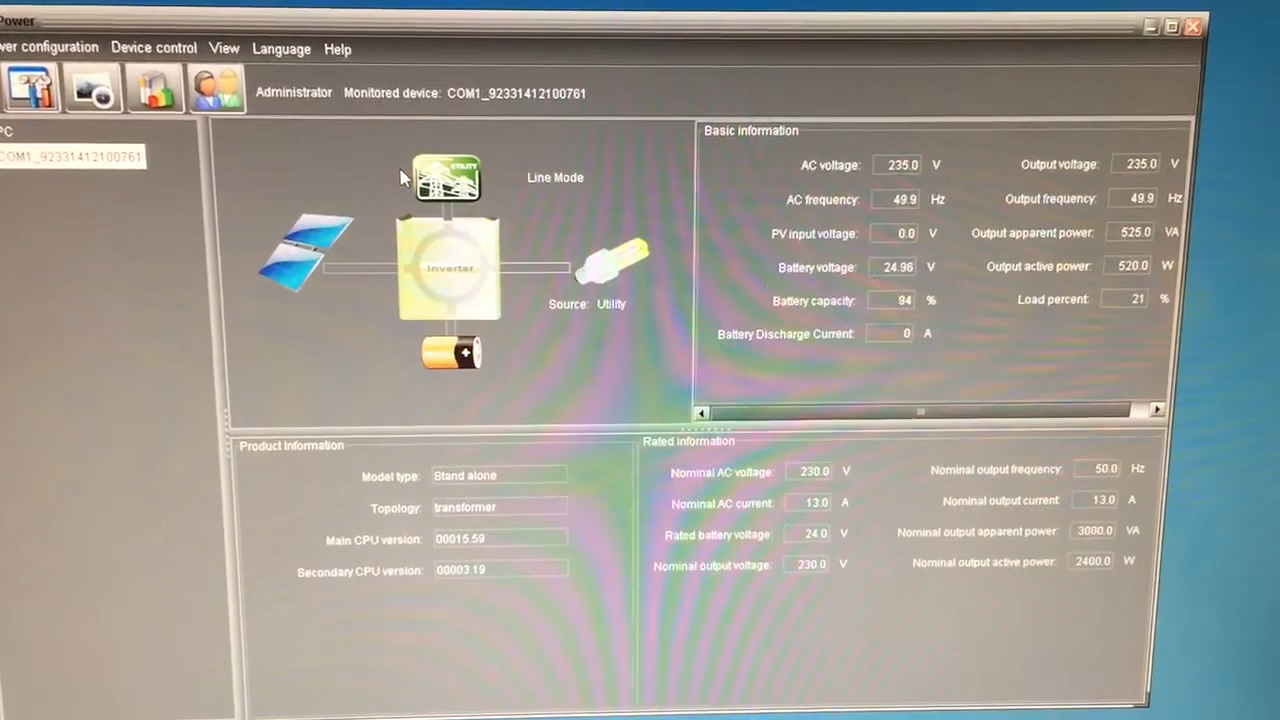 Power
ver configuration Device control View Language Help
Administrator Monitored device: COM1_92331412100761
PC
COM1_92331412100761
UTILITY
Line Mode
Inverter
Source: Utility
Basic information
AC voltage: 235.0 V Output voltage: 235.0 V
AC frequency: 49.9 Hz Output frequency: 49.9 Hz
PV input voltage: 0.0 V Output apparent power: 525.0 VA
Battery voltage: 24.96 V Output active power: 520.0 W
Battery capacity: 94 % Load percent: 21 %
Battery Discharge Current: 0 A
Product information
Model type: Stand alone
Topology: transformer
Main CPU version: 00015.59
Secondary CPU version: 00003.19
Rated information
Nominal AC voltage: 230.0 V Nominal output frequency: 50.0 Hz
Nominal AC current: 13.0 A Nominal output current: 13.0 A
Rated battery voltage: 24.0 V Nominal output apparent power: 3000.0 VA
Nominal output voltage: 230.0 V Nominal output active power: 2400.0 W